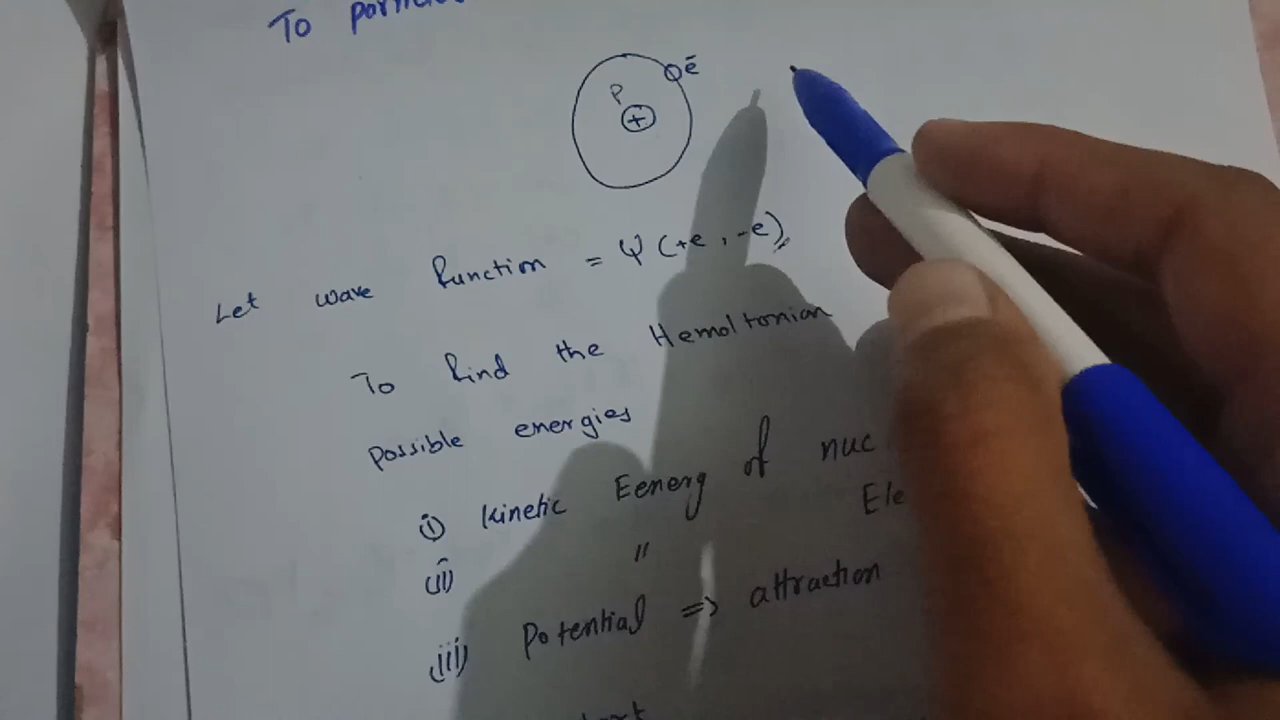 To
P
+
ē
Let wave function = Ψ (+e, -e)
To find the Hemoltonian
possible energies
(i) kinetic Eenerg of nuc
(ii) " Ele
(iii) Potential => attraction